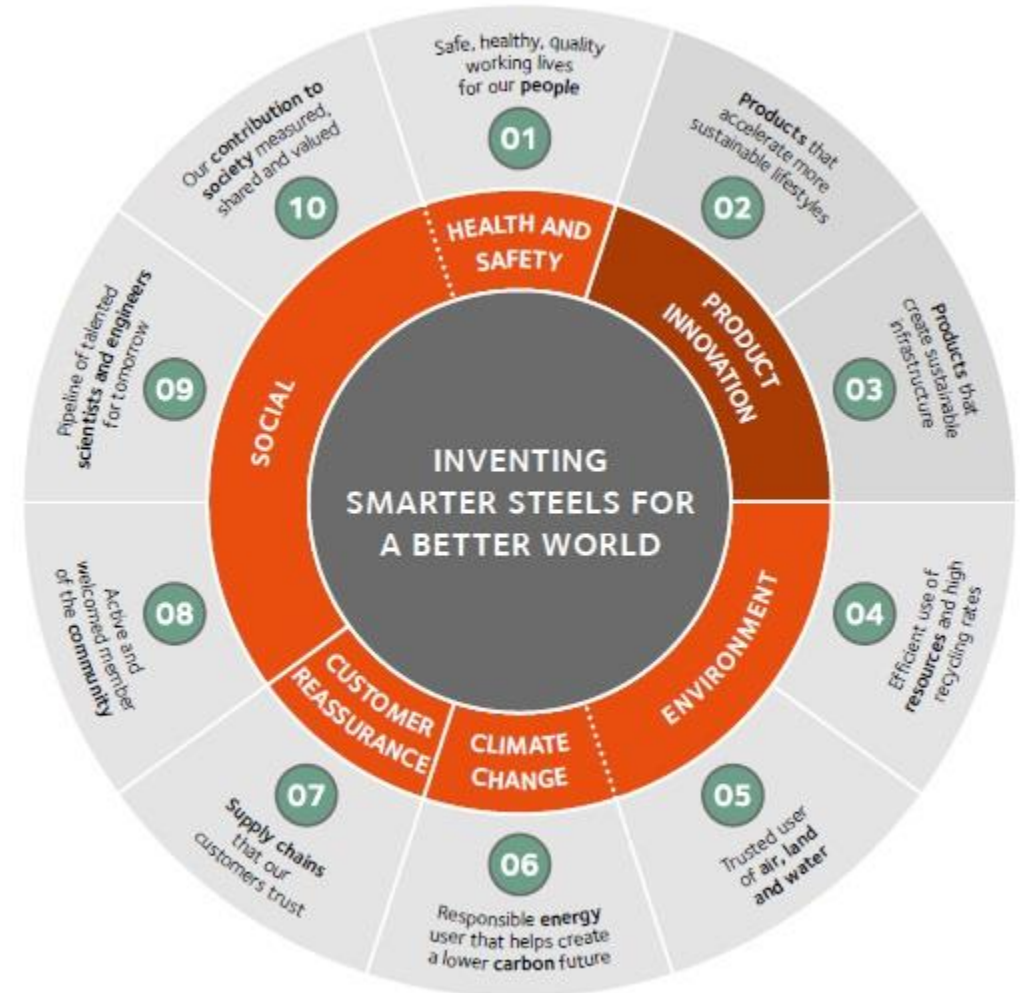 Safe, healthy, quality
working lives
for our people
01
Products that
accelerate more
sustainable lifestyles
02
Products that
create sustainable
infrastructure
03
Efficient use of
resources and high
recycling rates
04
Trusted user
of air, land
and water
05
Responsible energy
user that helps create
a lower carbon future
06
Supply chains
that our
customers trust
07
Active and
welcomed member
of the community
08
Pipeline of talented
scientists and engineers
for tomorrow
09
Our contribution to
society measured,
shared and valued
10
HEALTH AND
SAFETY
PRODUCT
INNOVATION
ENVIRONMENT
CLIMATE
CHANGE
CUSTOMER
REASSURANCE
SOCIAL
INVENTING
SMARTER STEELS FOR
A BETTER WORLD